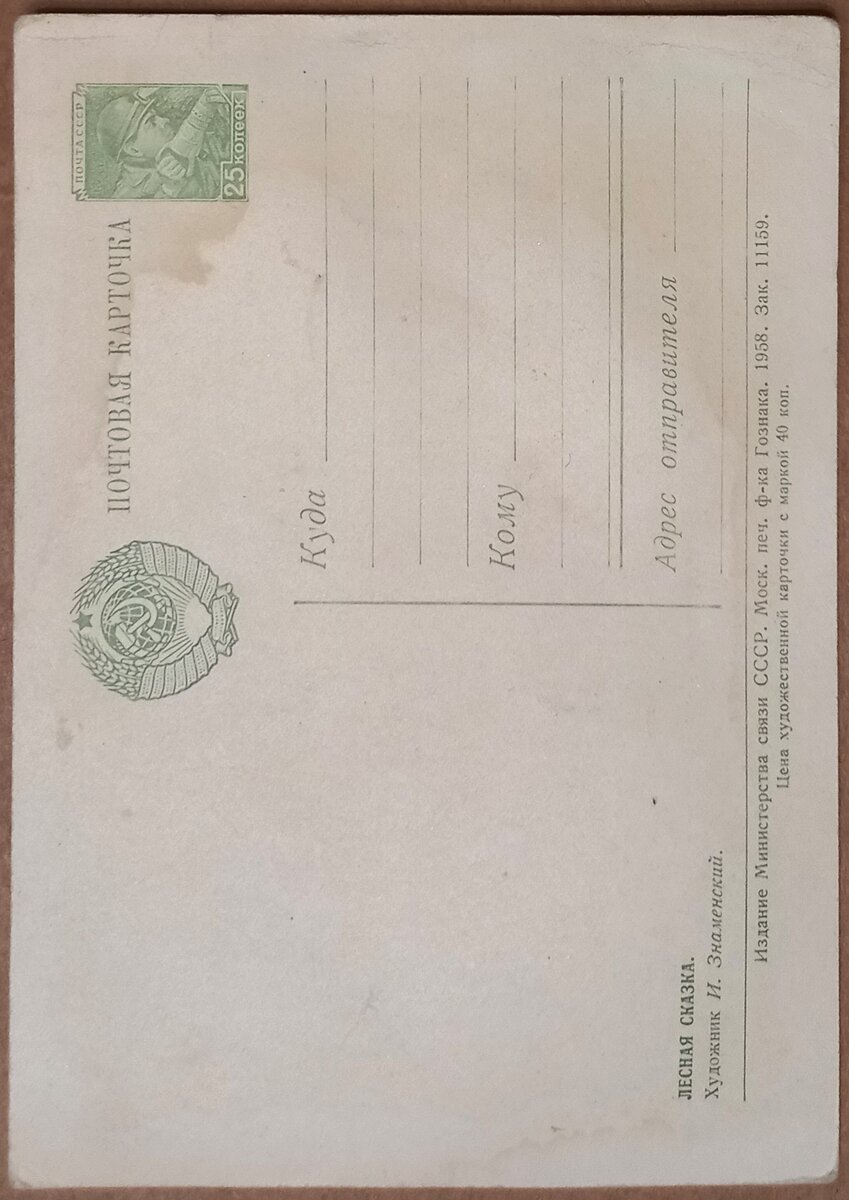 ПОЧТОВАЯ КАРТОЧКА
ПОЧТА СССР
25 копеек
Куда
Кому
Адрес отправителя
ЛЕСНАЯ СКАЗКА.
Художник И. Знаменский.
Издание Министерства связи СССР. Моск. печ. ф-ка Гознака. 1958. Зак. 11159.
Цена художественной карточки с маркой 40 коп.